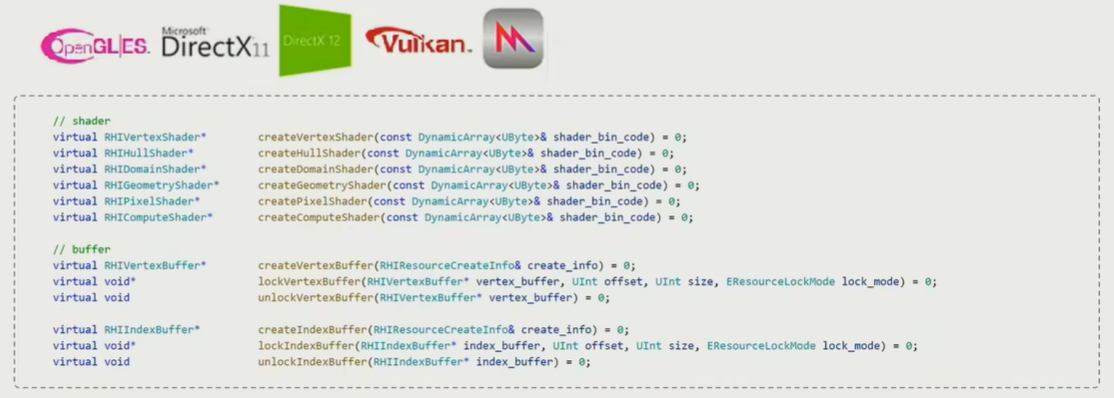 OpenGL|ES.
Microsoft®
DirectX11
DirectX 12
Vulkan™
// shader
virtual RHIVertexShader* createVertexShader(const DynamicArray<UByte>& shader_bin_code) = 0;
virtual RHIHullShader* createHullShader(const DynamicArray<UByte>& shader_bin_code) = 0;
virtual RHIDomainShader* createDomainShader(const DynamicArray<UByte>& shader_bin_code) = 0;
virtual RHIGeometryShader* createGeometryShader(const DynamicArray<UByte>& shader_bin_code) = 0;
virtual RHIPixelShader* createPixelShader(const DynamicArray<UByte>& shader_bin_code) = 0;
virtual RHIComputeShader* createComputeShader(const DynamicArray<UByte>& shader_bin_code) = 0;
// buffer
virtual RHIVertexBuffer* createVertexBuffer(RHIResourceCreateInfo& create_info) = 0;
virtual void* lockVertexBuffer(RHIVertexBuffer* vertex_buffer, UInt offset, UInt size, EResourceLockMode lock_mode) = 0;
virtual void unlockVertexBuffer(RHIVertexBuffer* vertex_buffer) = 0;
virtual RHIIndexBuffer* createIndexBuffer(RHIResourceCreateInfo& create_info) = 0;
virtual void* lockIndexBuffer(RHIIndexBuffer* index_buffer, UInt offset, UInt size, EResourceLockMode lock_mode) = 0;
virtual void unlockIndexBuffer(RHIIndexBuffer* index_buffer) = 0;